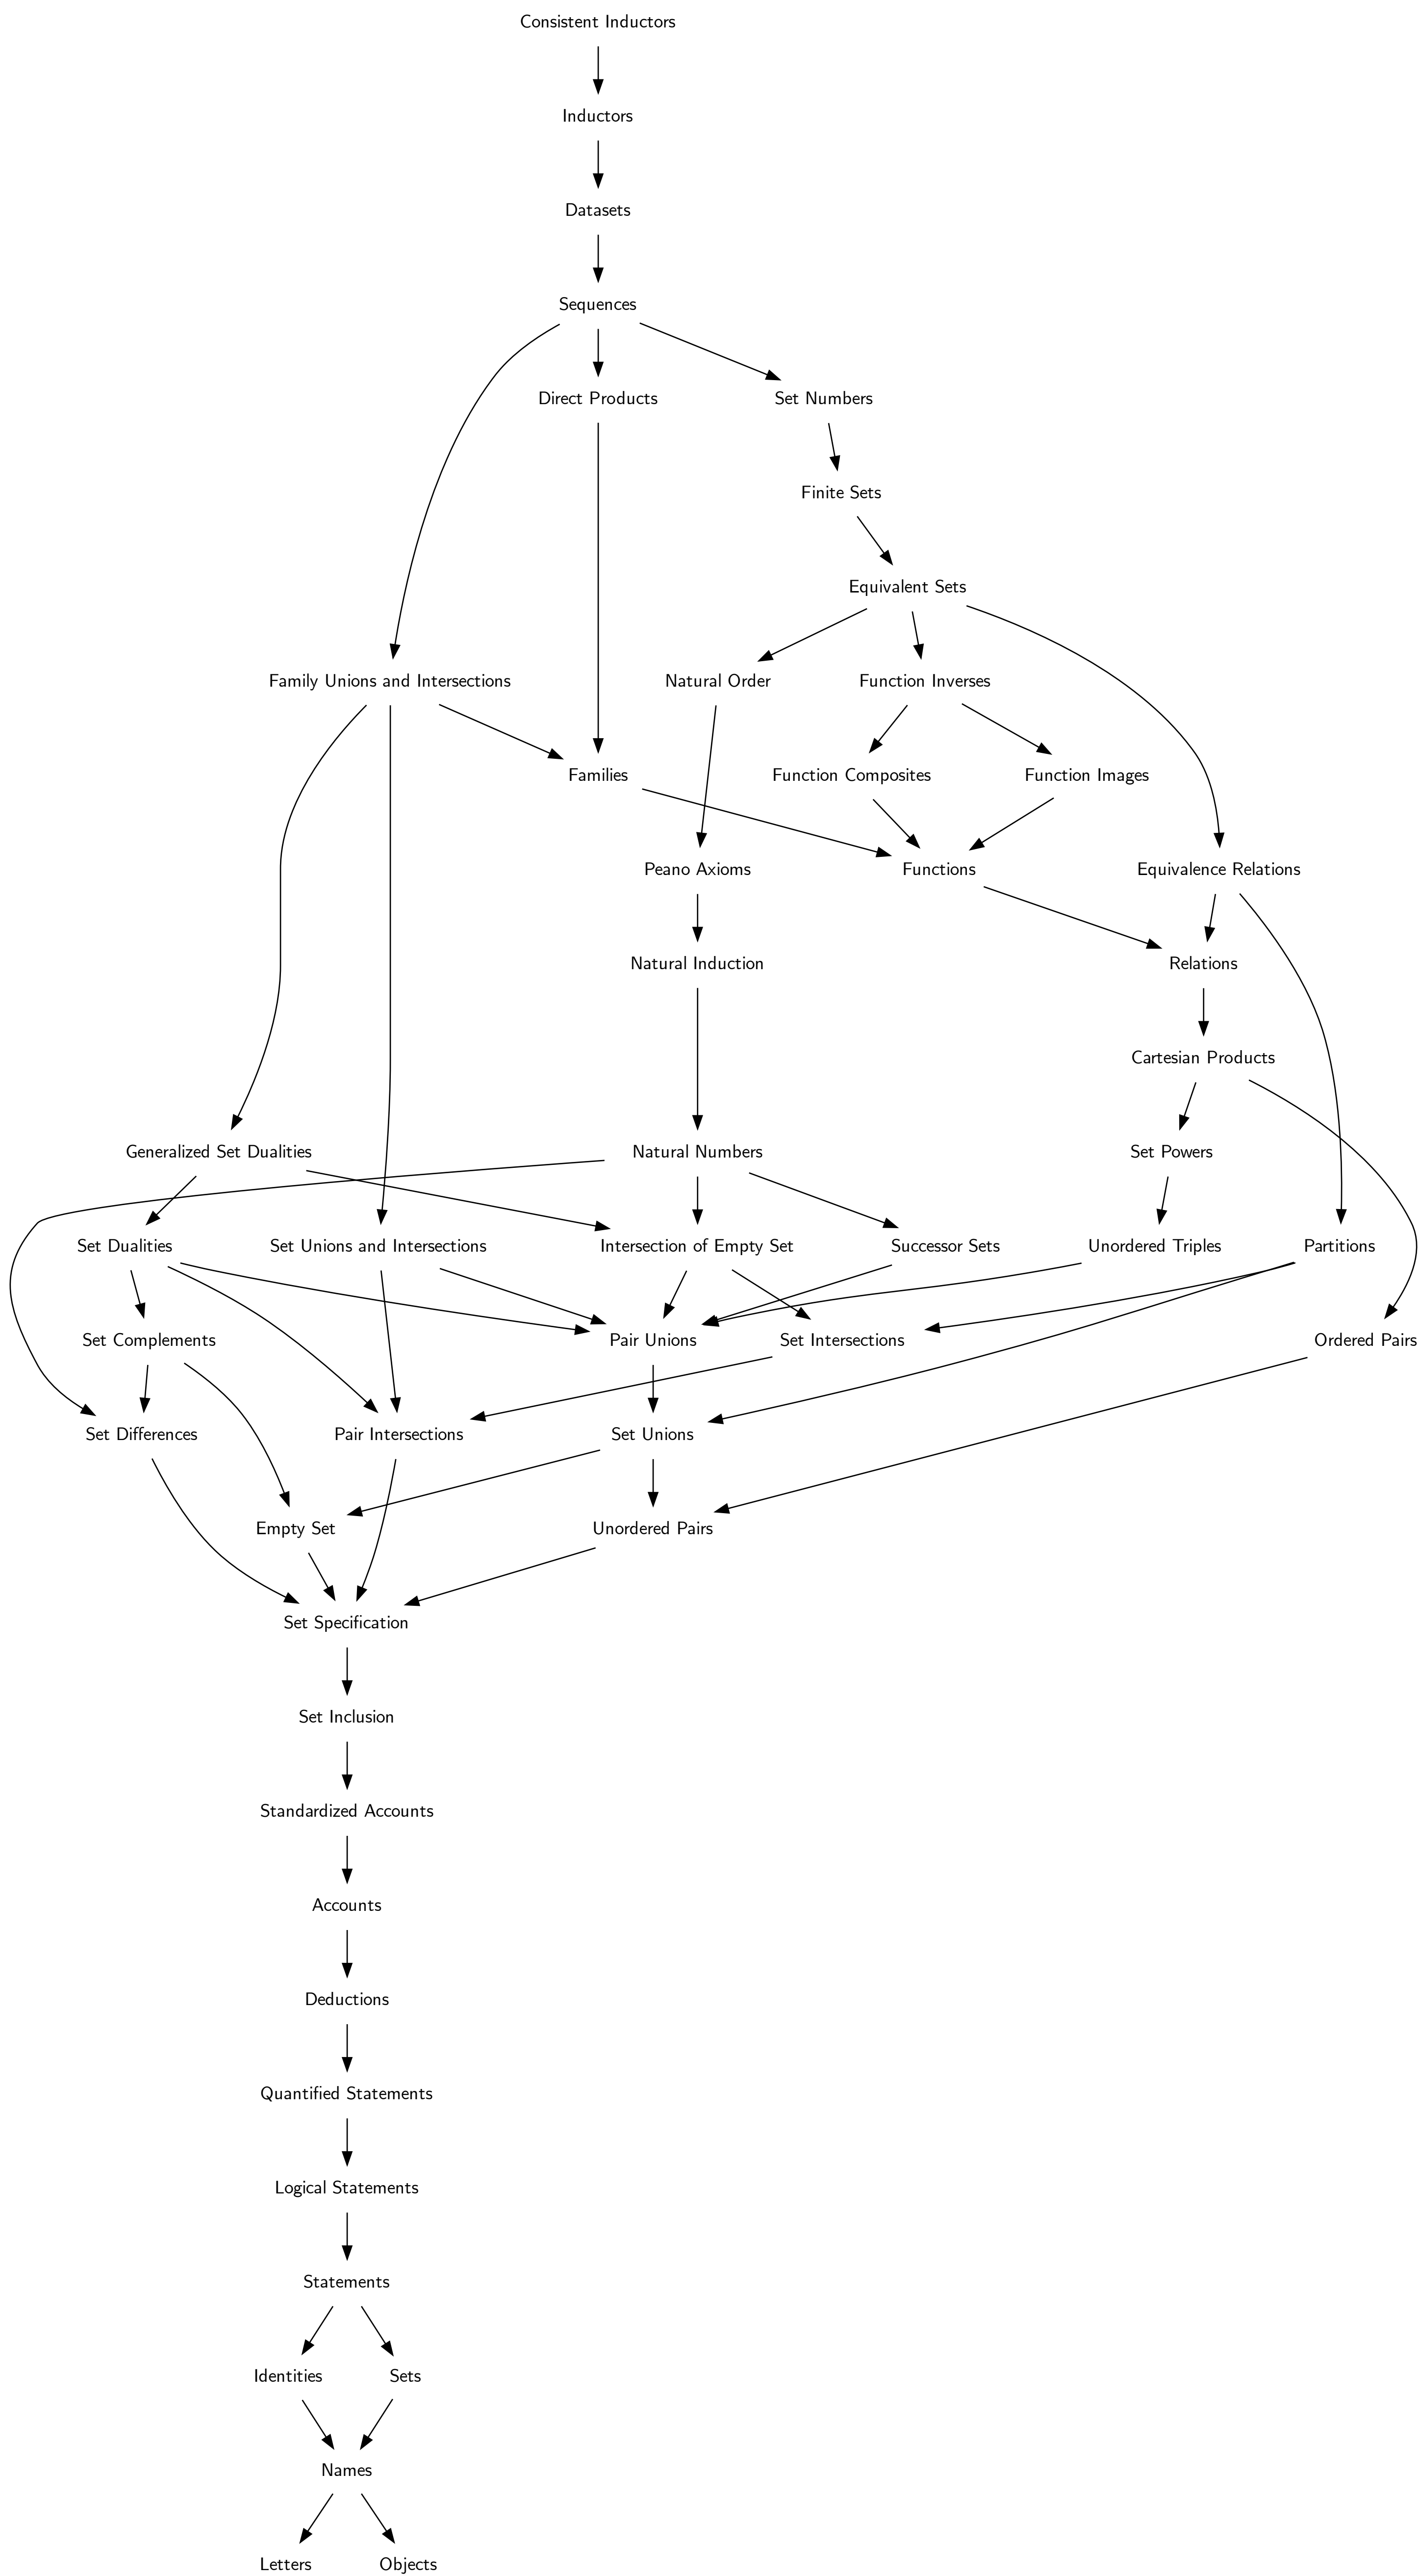 Consistent Inductors
Inductors
Datasets
Sequences
Direct Products
Set Numbers
Finite Sets
Equivalent Sets
Family Unions and Intersections
Natural Order
Function Inverses
Families
Function Composites
Function Images
Peano Axioms
Functions
Equivalence Relations
Natural Induction
Relations
Cartesian Products
Generalized Set Dualities
Natural Numbers
Set Powers
Set Dualities
Set Unions and Intersections
Intersection of Empty Set
Successor Sets
Unordered Triples
Partitions
Set Complements
Pair Unions
Set Intersections
Ordered Pairs
Set Differences
Pair Intersections
Set Unions
Empty Set
Unordered Pairs
Set Specification
Set Inclusion
Standardized Accounts
Accounts
Deductions
Quantified Statements
Logical Statements
Statements
Identities
Sets
Names
Letters
Objects